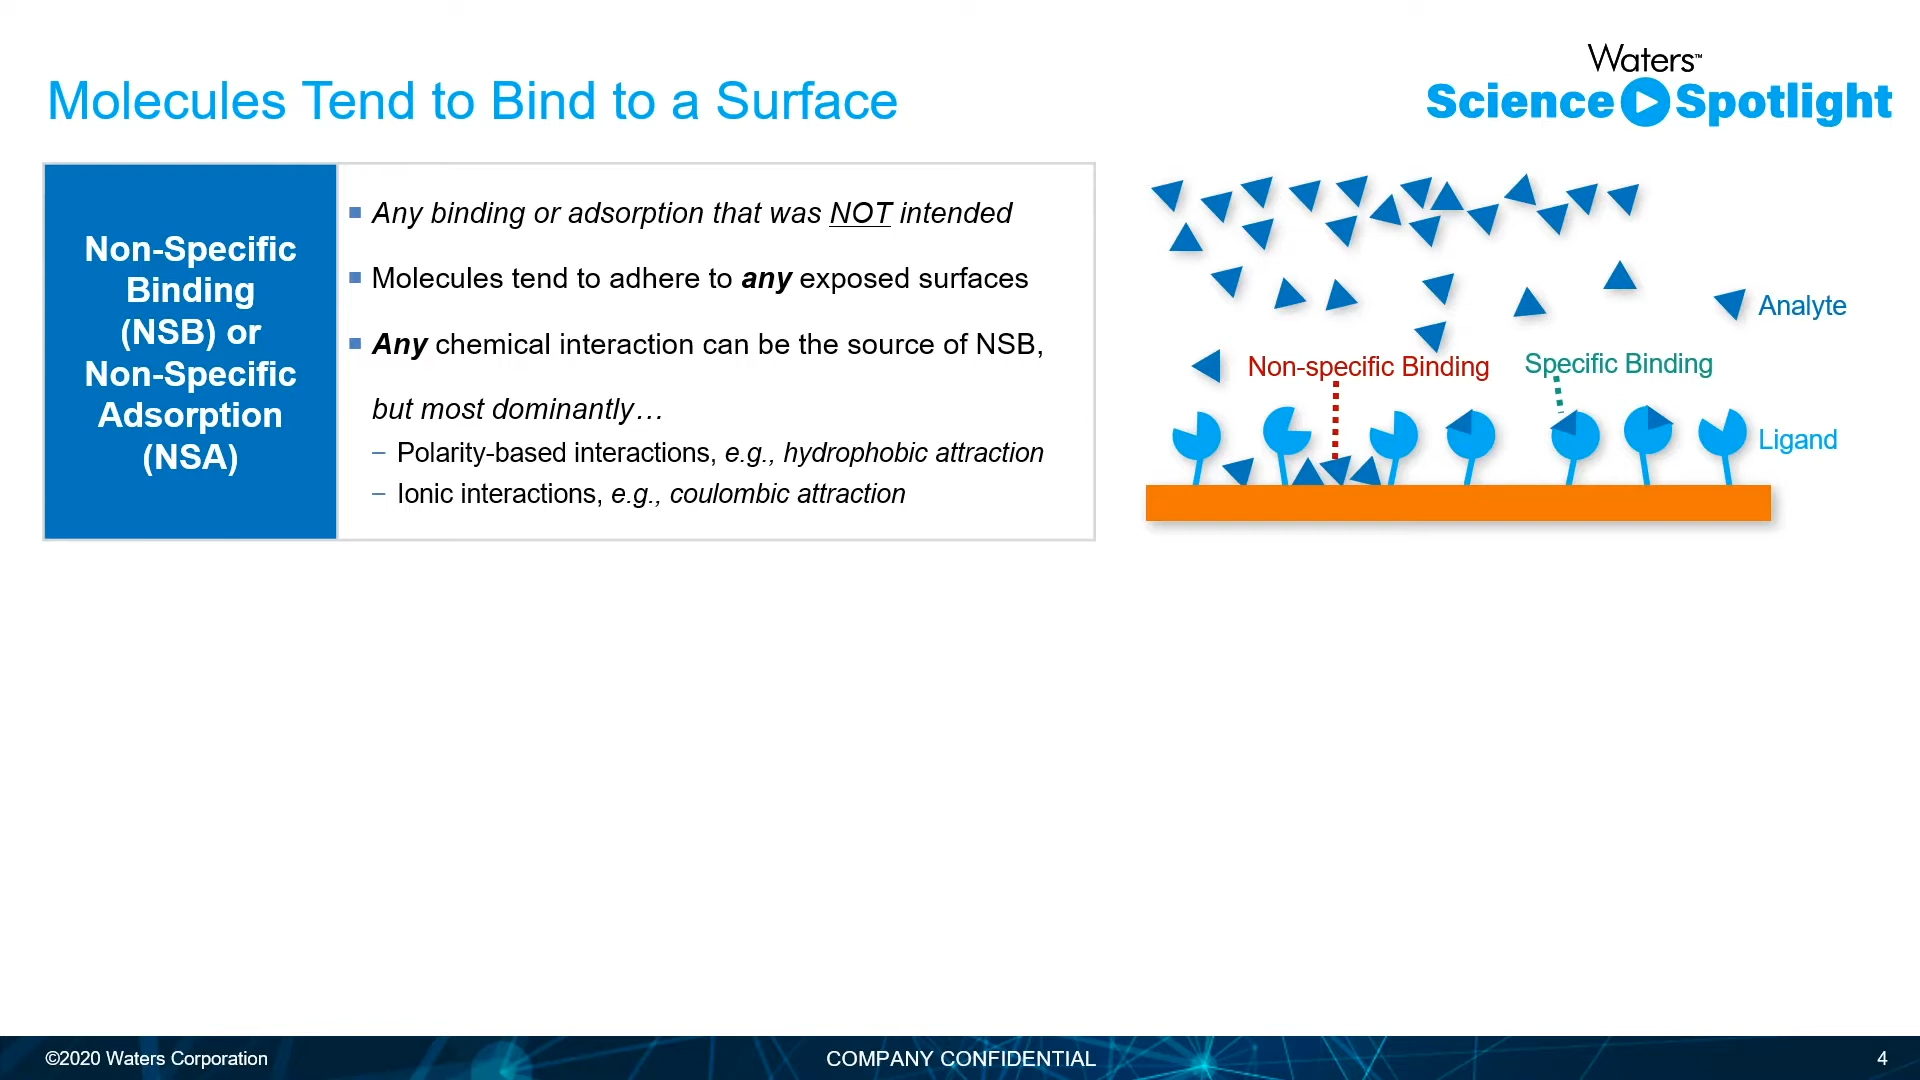 Waters™
Science Spotlight
Molecules Tend to Bind to a Surface
Non-Specific
Binding
(NSB) or
Non-Specific
Adsorption
(NSA)
Any binding or adsorption that was NOT intended
Molecules tend to adhere to any exposed surfaces
Any chemical interaction can be the source of NSB,
but most dominantly…
– Polarity-based interactions, e.g., hydrophobic attraction
– Ionic interactions, e.g., coulombic attraction
Analyte
Non-specific Binding
Specific Binding
Ligand
©2020 Waters Corporation
COMPANY CONFIDENTIAL
4